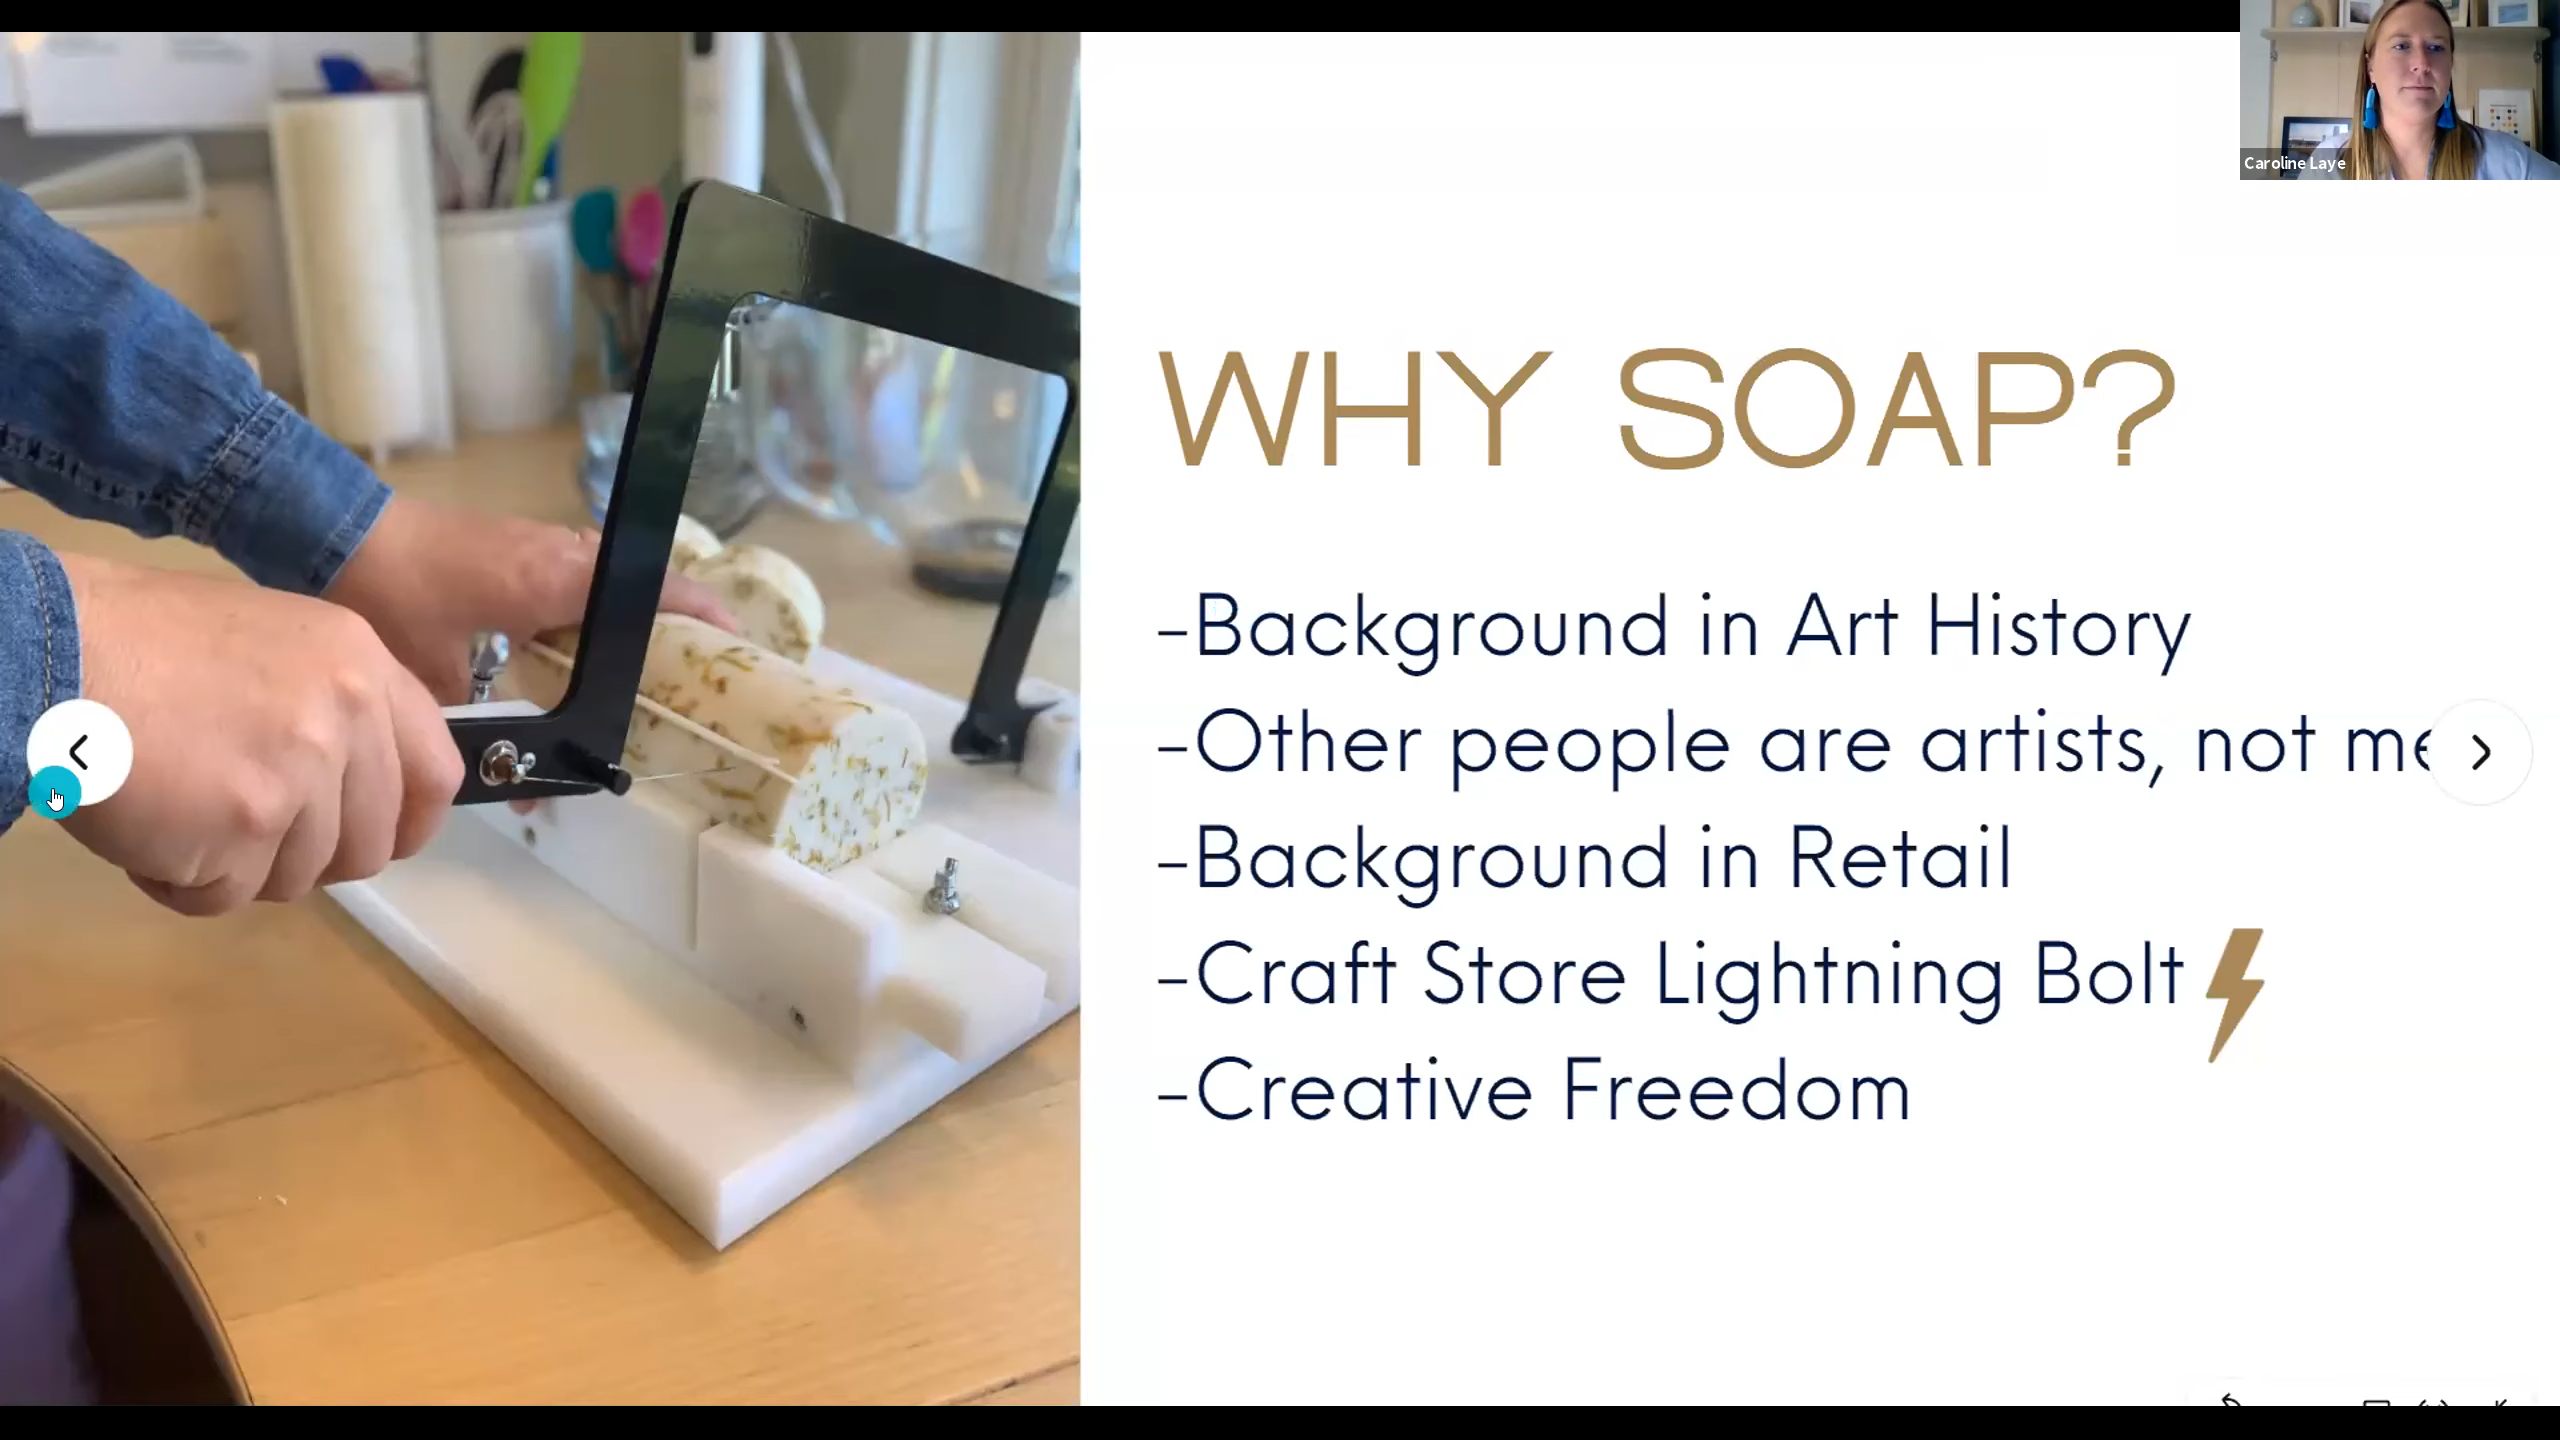 Caroline Laye
WHY SOAP?
-Background in Art History
-Other people are artists, not me
-Background in Retail
-Craft Store Lightning Bolt
-Creative Freedom